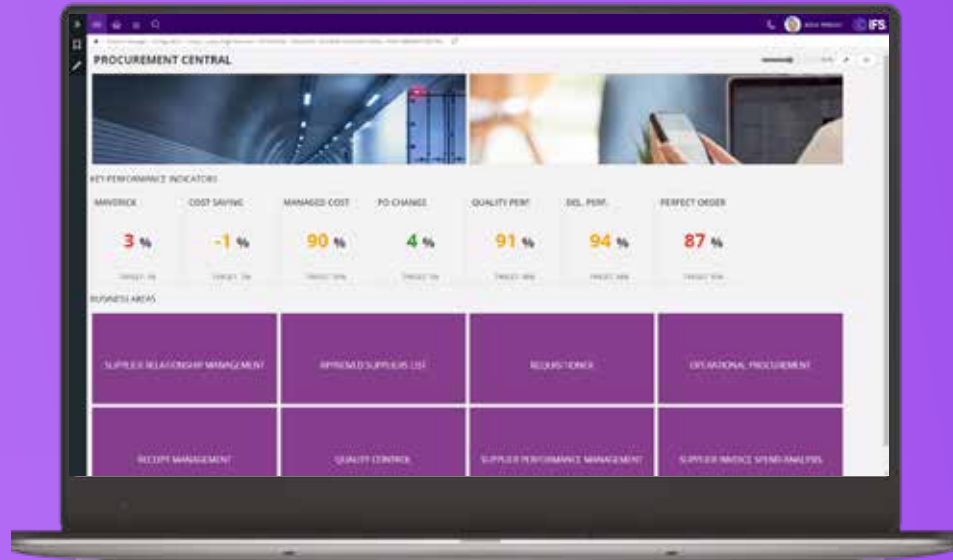 IFS
PROCUREMENT CENTRAL
KEY PERFORMANCE INDICATORS
MAVERICK COST SAVING MANAGED COST PO CHANGE QUALITY PERF. DEL. PERF. PERFECT ORDER
3 % -1 % 90 % 4 % 91 % 94 % 87 %
BUSINESS AREAS
SUPPLIER RELATIONSHIP MANAGEMENT APPROVED SUPPLIERS LIST REQUISITIONER OPERATIONAL PROCUREMENT
RECEIPT MANAGEMENT QUALITY CONTROL SUPPLIER PERFORMANCE MANAGEMENT SUPPLIER INVOICE SPEND ANALYSIS